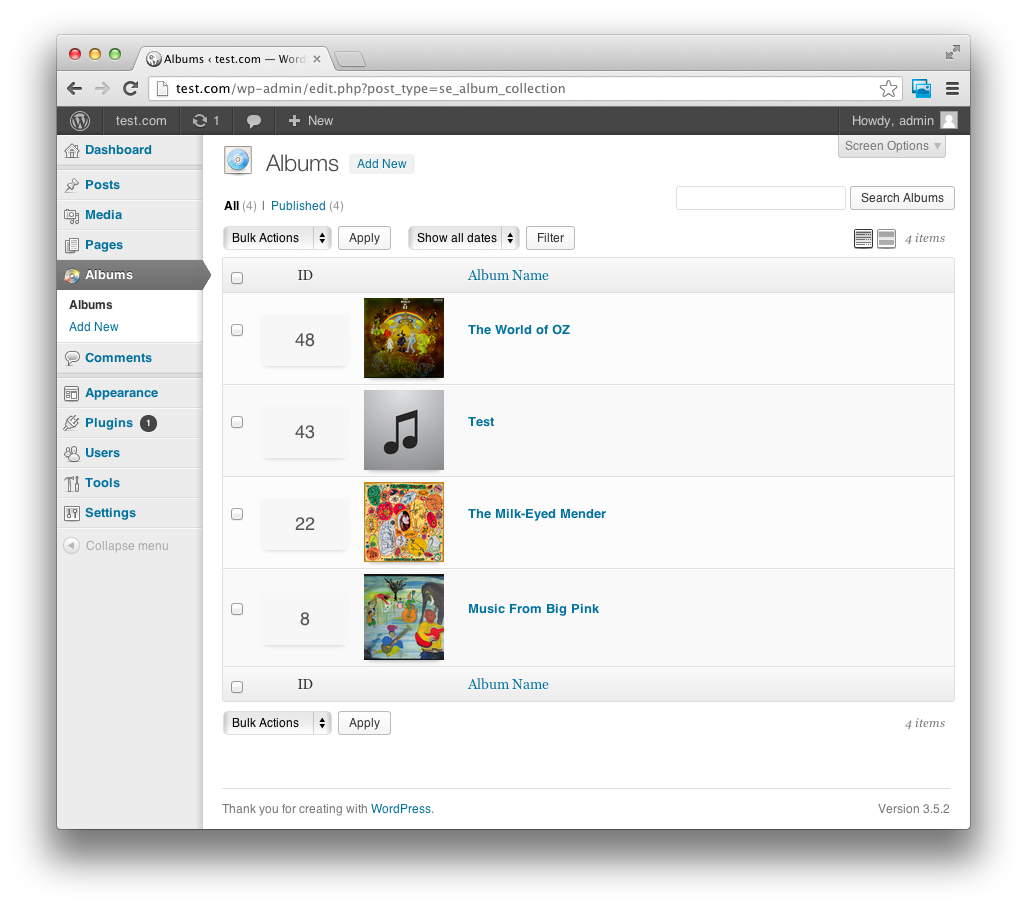 Albums ‹ test.com — Word
test.com/wp-admin/edit.php?post_type=se_album_collection
test.com 1 New Howdy, admin
Dashboard
Posts
Media
Pages
Albums
Albums
Add New
Comments
Appearance
Plugins 1
Users
Tools
Settings
Collapse menu
Screen Options
Albums Add New
All (4) | Published (4)
Search Albums
Bulk Actions Apply Show all dates Filter 4 items
ID Album Name
48 The World of OZ
43 Test
22 The Milk-Eyed Mender
8 Music From Big Pink
ID Album Name
Bulk Actions Apply 4 items
Thank you for creating with WordPress. Version 3.5.2